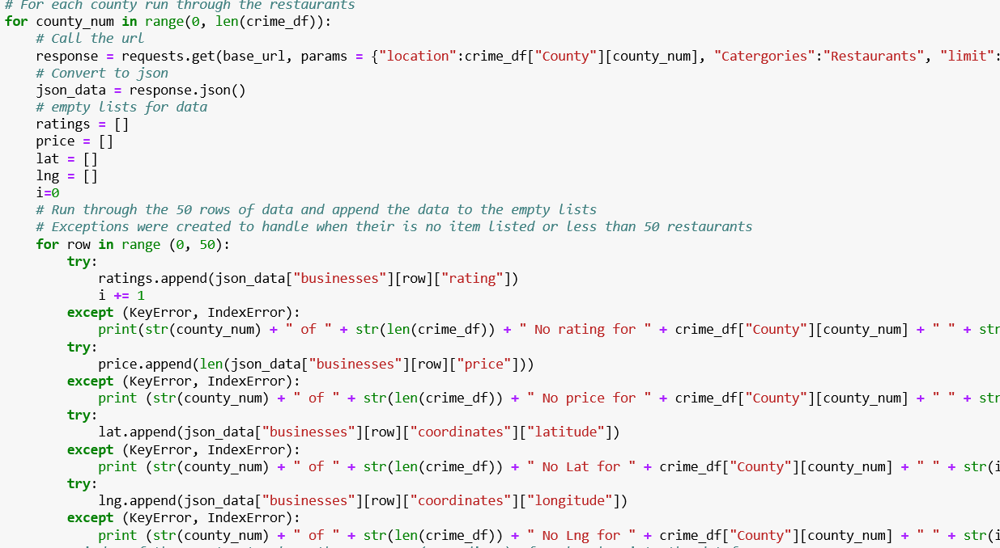 # For each county run through the restaurants
for county_num in range(0, len(crime_df)):
    # Call the url
    response = requests.get(base_url, params = {"location":crime_df["County"][county_num], "Catergories":"Restaurants", "limit":
    # Convert to json
    json_data = response.json()
    # empty lists for data
    ratings = []
    price = []
    lat = []
    lng = []
    i=0
    # Run through the 50 rows of data and append the data to the empty lists
    # Exceptions were created to handle when their is no item listed or less than 50 restaurants
    for row in range (0, 50):
        try:
            ratings.append(json_data["businesses"][row]["rating"])
            i += 1
        except (KeyError, IndexError):
            print(str(county_num) + " of " + str(len(crime_df)) + " No rating for " + crime_df["County"][county_num] + " " + str
        try:
            price.append(len(json_data["businesses"][row]["price"]))
        except (KeyError, IndexError):
            print (str(county_num) + " of " + str(len(crime_df)) + " No price for " + crime_df["County"][county_num] + " " + str
        try:
            lat.append(json_data["businesses"][row]["coordinates"]["latitude"])
        except (KeyError, IndexError):
            print (str(county_num) + " of " + str(len(crime_df)) + " No Lat for " + crime_df["County"][county_num] + " " + str(i
        try:
            lng.append(json_data["businesses"][row]["coordinates"]["longitude"])
        except (KeyError, IndexError):
            print (str(county_num) + " of " + str(len(crime_df)) + " No Lng for " + crime_df["County"][county_num] + " " + str(i